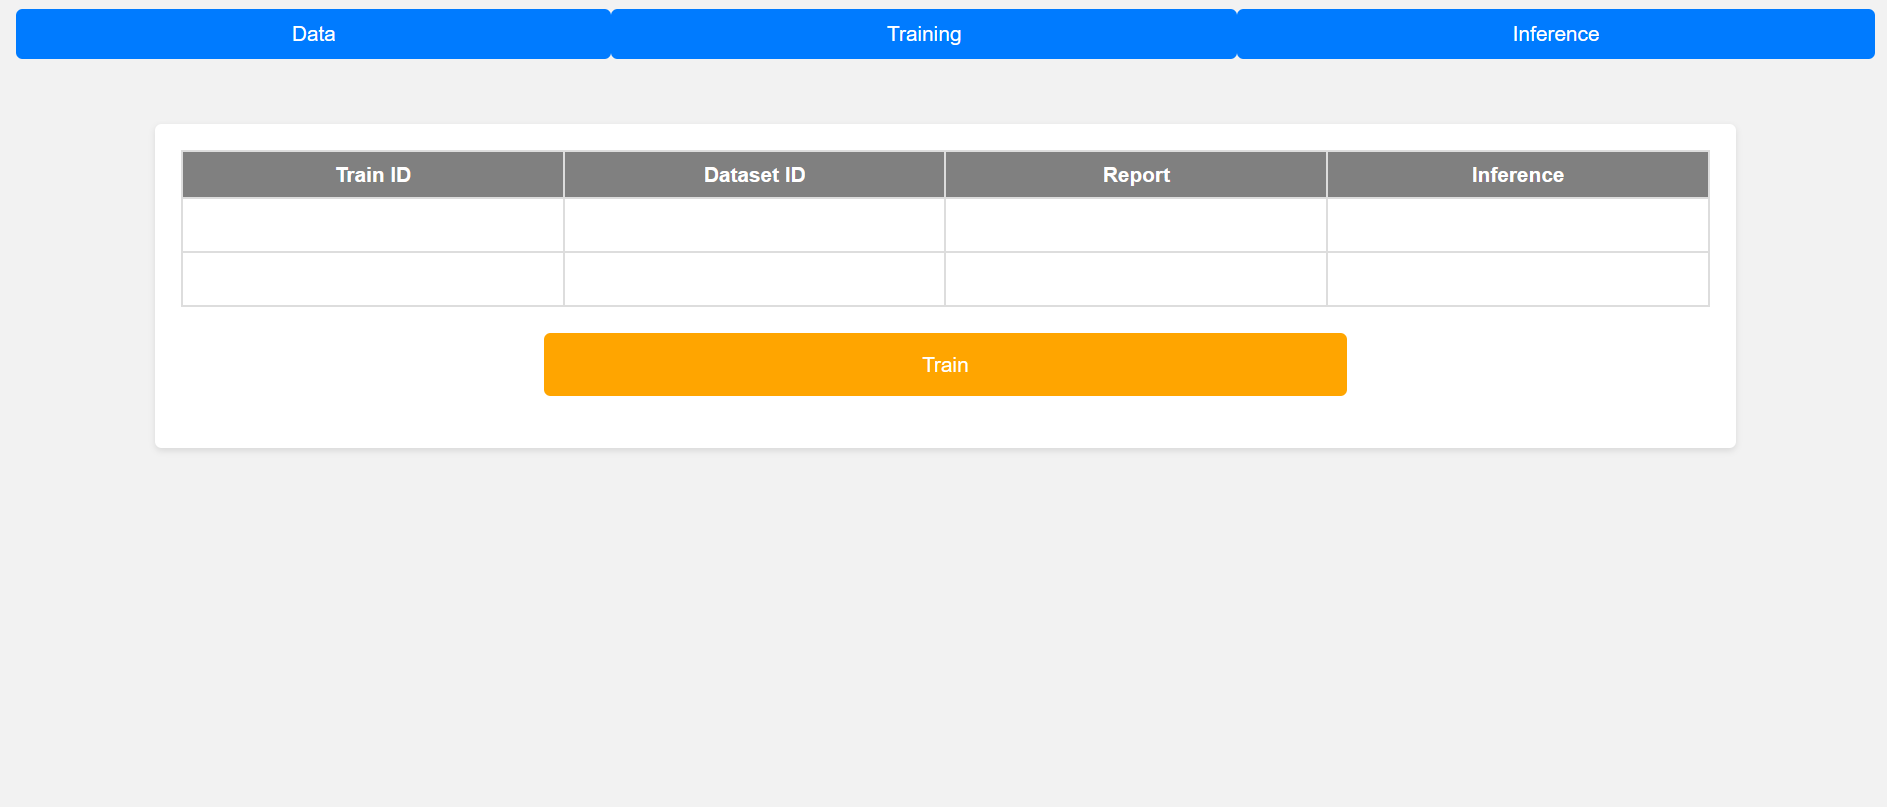 Data Training Inference
Train ID Dataset ID Report Inference
Train